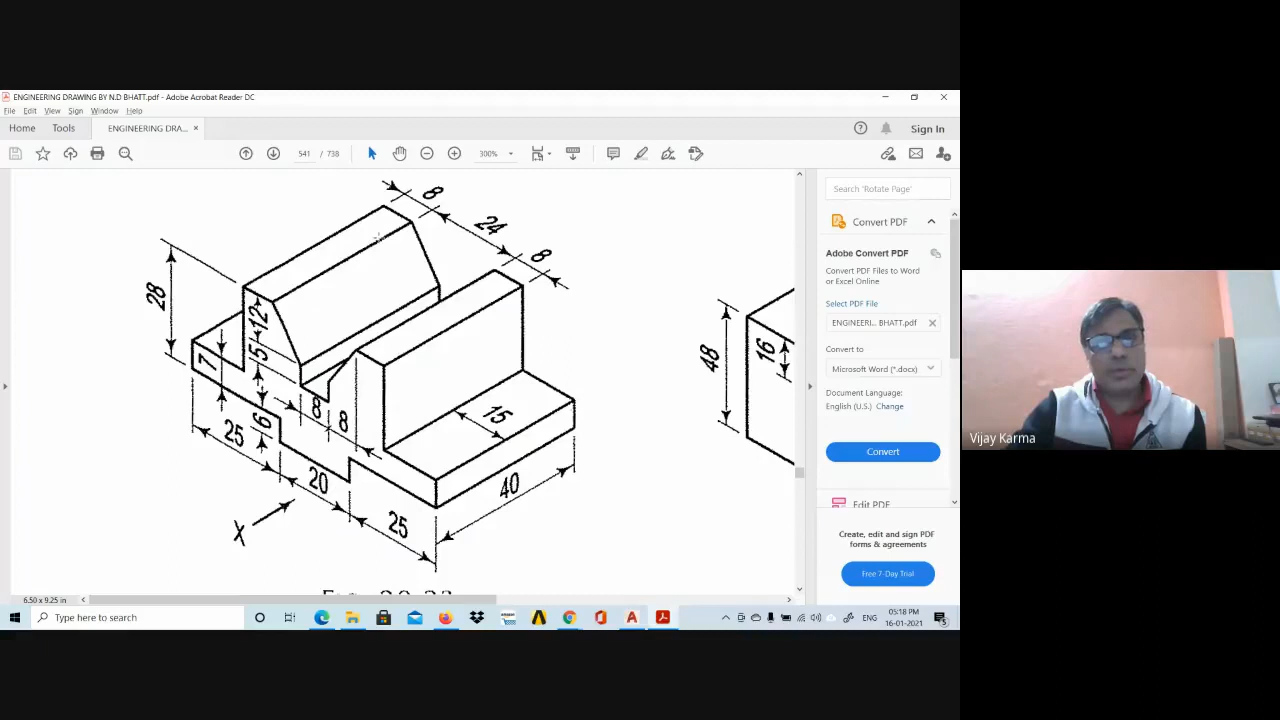 ENGINEERING DRAWING BY N.D BHATT.pdf - Adobe Acrobat Reader DC
File Edit View Sign Window Help
Home Tools ENGINEERING DRA... × Sign In
541 / 738 300%
Search 'Rotate Page'
Convert PDF
Adobe Convert PDF
Convert PDF Files to Word
or Excel Online
Select PDF File
ENGINEERI... BHATT.pdf
Convert to
Microsoft Word (*.docx)
Document Language:
English (U.S.) Change
Convert
Edit PDF
Create, edit and sign PDF
forms & agreements
Free 7-Day Trial
8
24
8
28
12
5
7
6
8
8
15
25
20
25
40
X
48
16
6.50 x 9.25 in
Vijay Karma
Type here to search
ENG
05:18 PM
16-01-2021
5